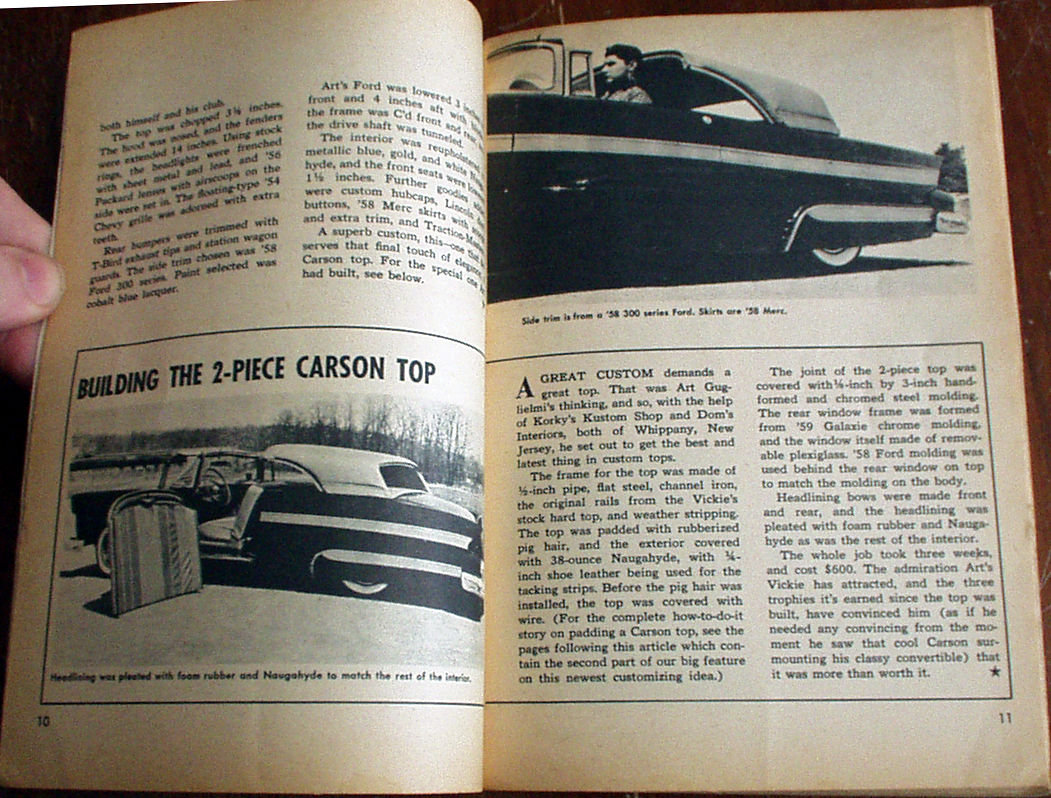 both himself and his club.
The top was chopped 3½ inches.
The hood was nosed, and the fenders
were extended 14 inches. Using stock
rings, the headlights were frenched
with sheet metal and lead, and '56
Packard lenses with airscoops on the
side were set in. The floating-type '54
Chevy grille was adorned with extra
teeth.
Rear bumpers were trimmed with
T-Bird exhaust tips and station wagon
guards. The side trim chosen was '58
Ford 300 series. Paint selected was
cobalt blue lacquer.
Art's Ford was lowered 3
front and 4 inches aft with
the frame was C'd front and
the drive shaft was tunneled.
The interior was reupholstered
metallic blue, gold, and white
hyde, and the front seats were
1½ inches. Further goodies
were custom hubcaps, Lincoln
buttons, '58 Merc skirts with
and extra trim, and
A superb custom, this—one that
serves that final touch of elegance,
Carson top. For the special one
had built, see below.
BUILDING THE 2-PIECE CARSON TOP
Headlining was pleated with foam rubber and Naugahyde to match the rest of the interior.
10
Side trim is from a '58 300 series Ford. Skirts are '58 Merc.
A GREAT CUSTOM demands a
great top. That was Art Gug-
lielmi's thinking, and so, with the help
of Korky's Kustom Shop and Dom's
Interiors, both of Whippany, New
Jersey, he set out to get the best and
latest thing in custom tops.
The frame for the top was made of
½-inch pipe, flat steel, channel iron,
the original rails from the Vickie's
stock hard top, and weather stripping.
The top was padded with rubberized
pig hair, and the exterior covered
with 38-ounce Naugahyde, with ¾-
inch shoe leather being used for the
tacking strips. Before the pig hair was
installed, the top was covered with
wire. (For the complete how-to-do-it
story on padding a Carson top, see the
pages following this article which con-
tain the second part of our big feature
on this newest customizing idea.)
The joint of the 2-piece top was
covered with ⅛-inch by 3-inch hand-
formed and chromed steel molding.
The rear window frame was formed
from '59 Galaxie chrome molding,
and the window itself made of remov-
able plexiglass. '58 Ford molding was
used behind the rear window on top
to match the molding on the body.
Headlining bows were made front
and rear, and the headlining was
pleated with foam rubber and Nauga-
hyde as was the rest of the interior.
The whole job took three weeks,
and cost $600. The admiration Art's
Vickie has attracted, and the three
trophies it's earned since the top was
built, have convinced him (as if he
needed any convincing from the mo-
ment he saw that cool Carson sur-
mounting his classy convertible) that
it was more than worth it. ★
11